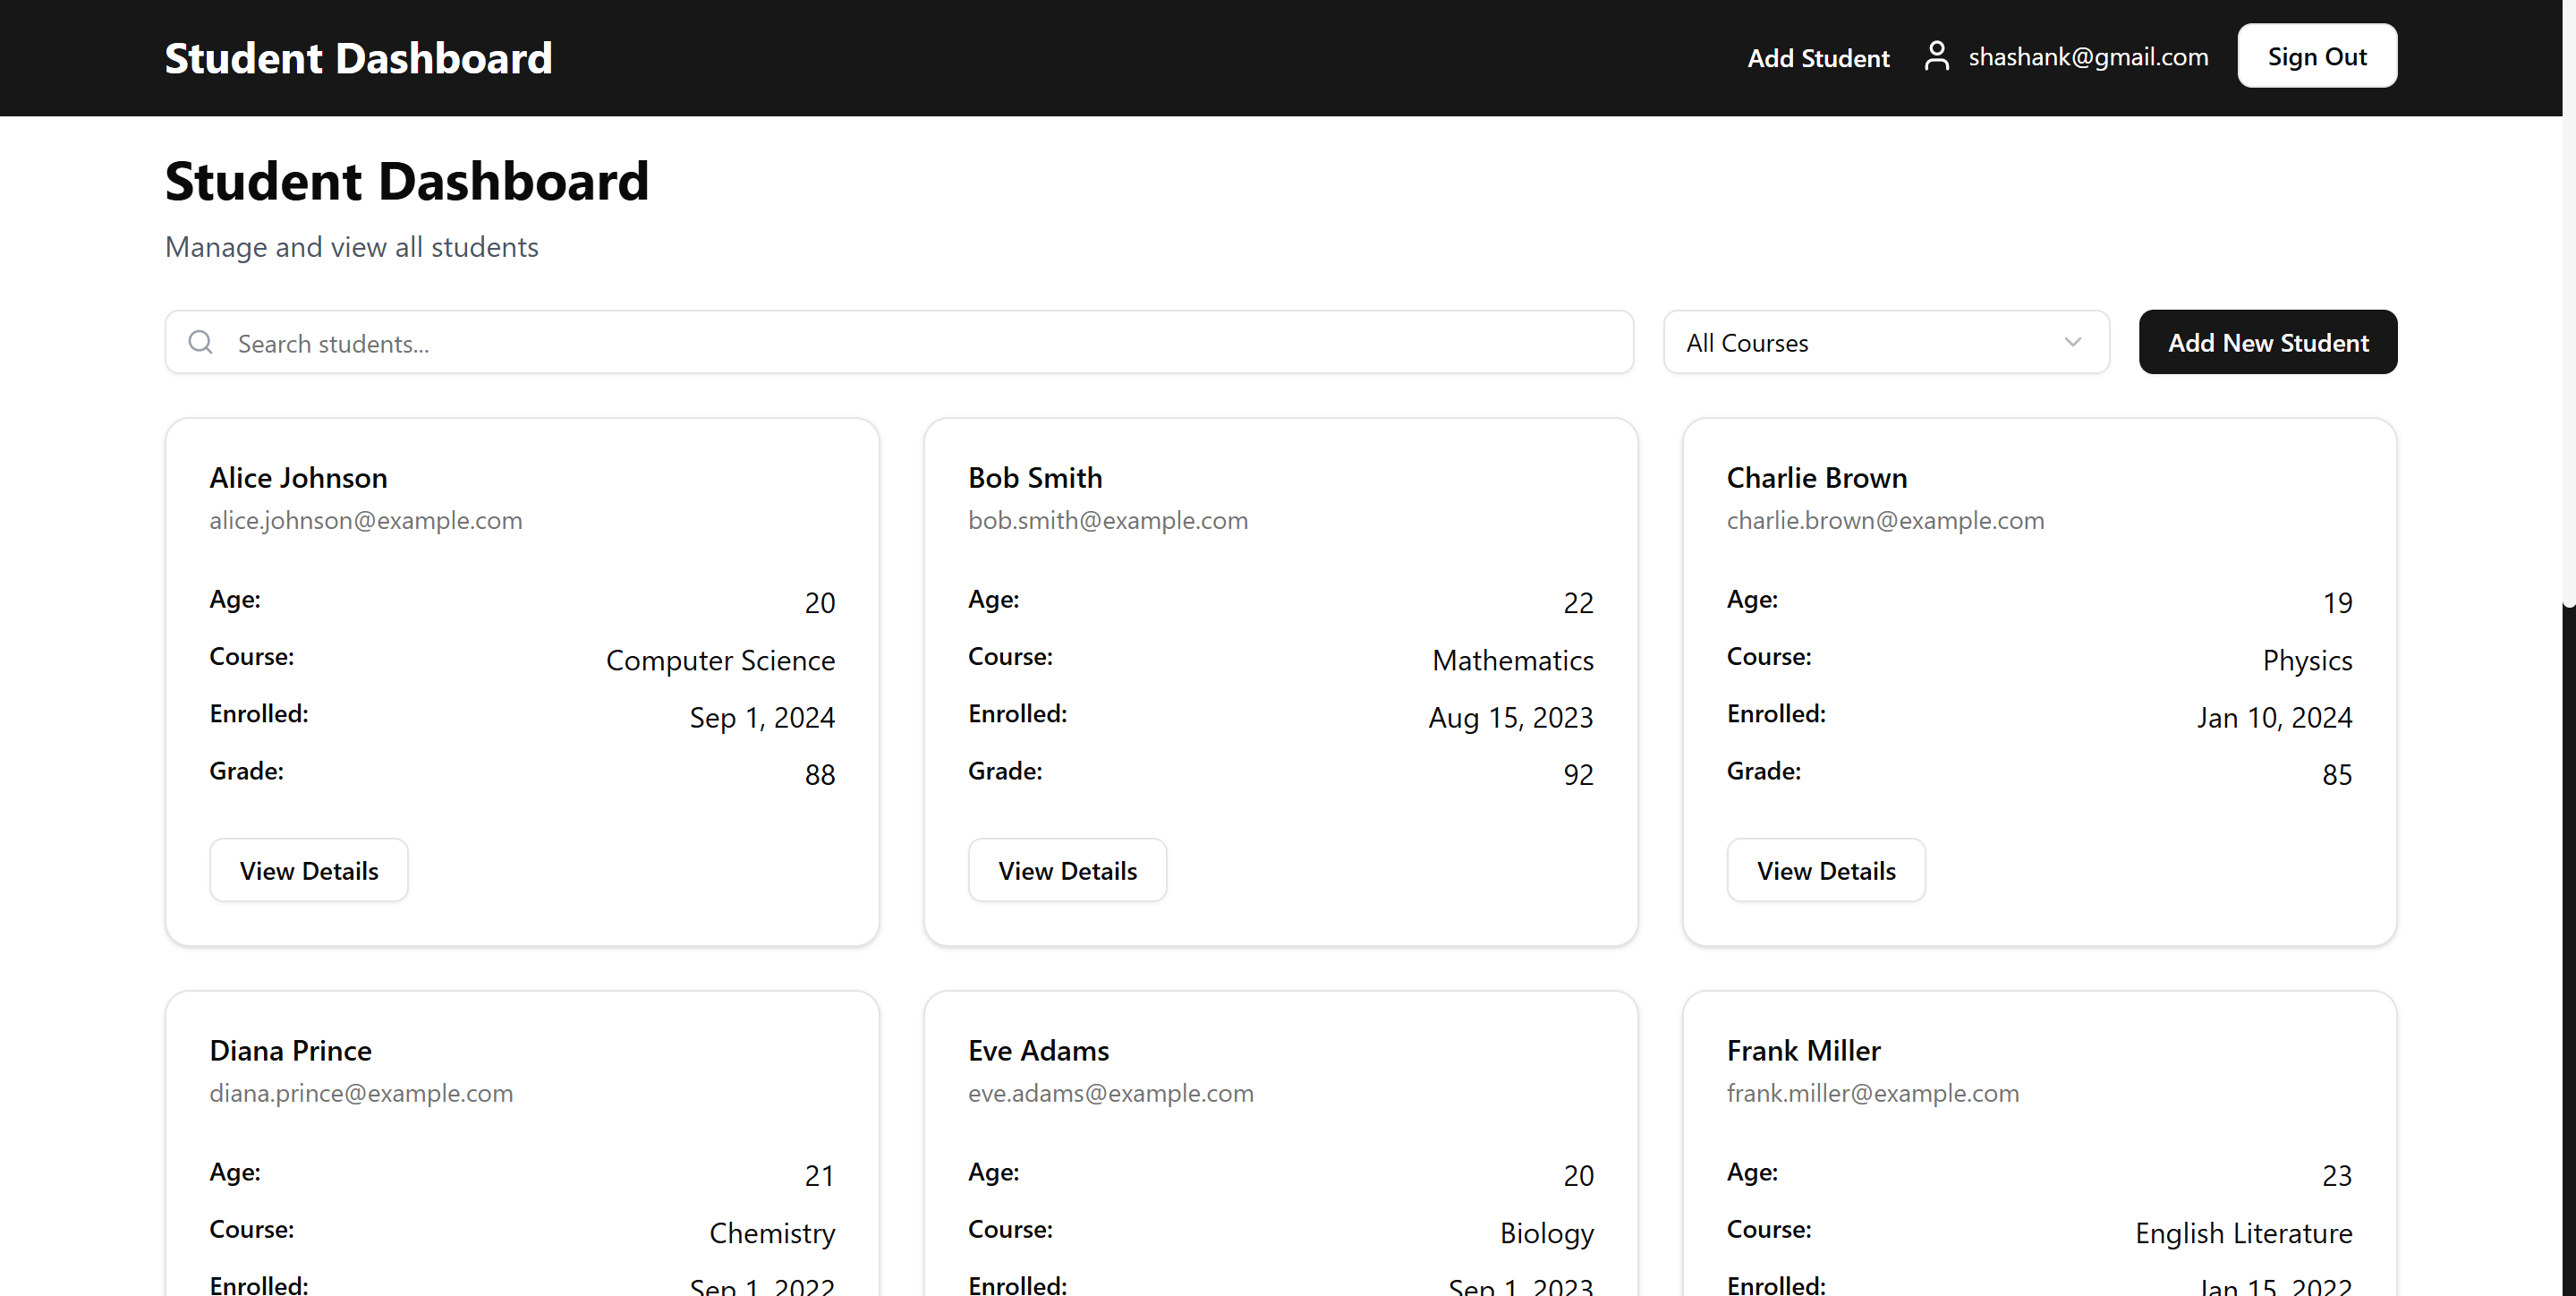 Student Dashboard
Add Student
shashank@gmail.com
Sign Out
Student Dashboard
Manage and view all students
Search students...
All Courses
Add New Student
Alice Johnson
alice.johnson@example.com
Age: 20
Course: Computer Science
Enrolled: Sep 1, 2024
Grade: 88
View Details
Bob Smith
bob.smith@example.com
Age: 22
Course: Mathematics
Enrolled: Aug 15, 2023
Grade: 92
View Details
Charlie Brown
charlie.brown@example.com
Age: 19
Course: Physics
Enrolled: Jan 10, 2024
Grade: 85
View Details
Diana Prince
diana.prince@example.com
Age: 21
Course: Chemistry
Enrolled: Sep 1, 2022
Eve Adams
eve.adams@example.com
Age: 20
Course: Biology
Enrolled: Sep 1, 2023
Frank Miller
frank.miller@example.com
Age: 23
Course: English Literature
Enrolled: Jan 15, 2022